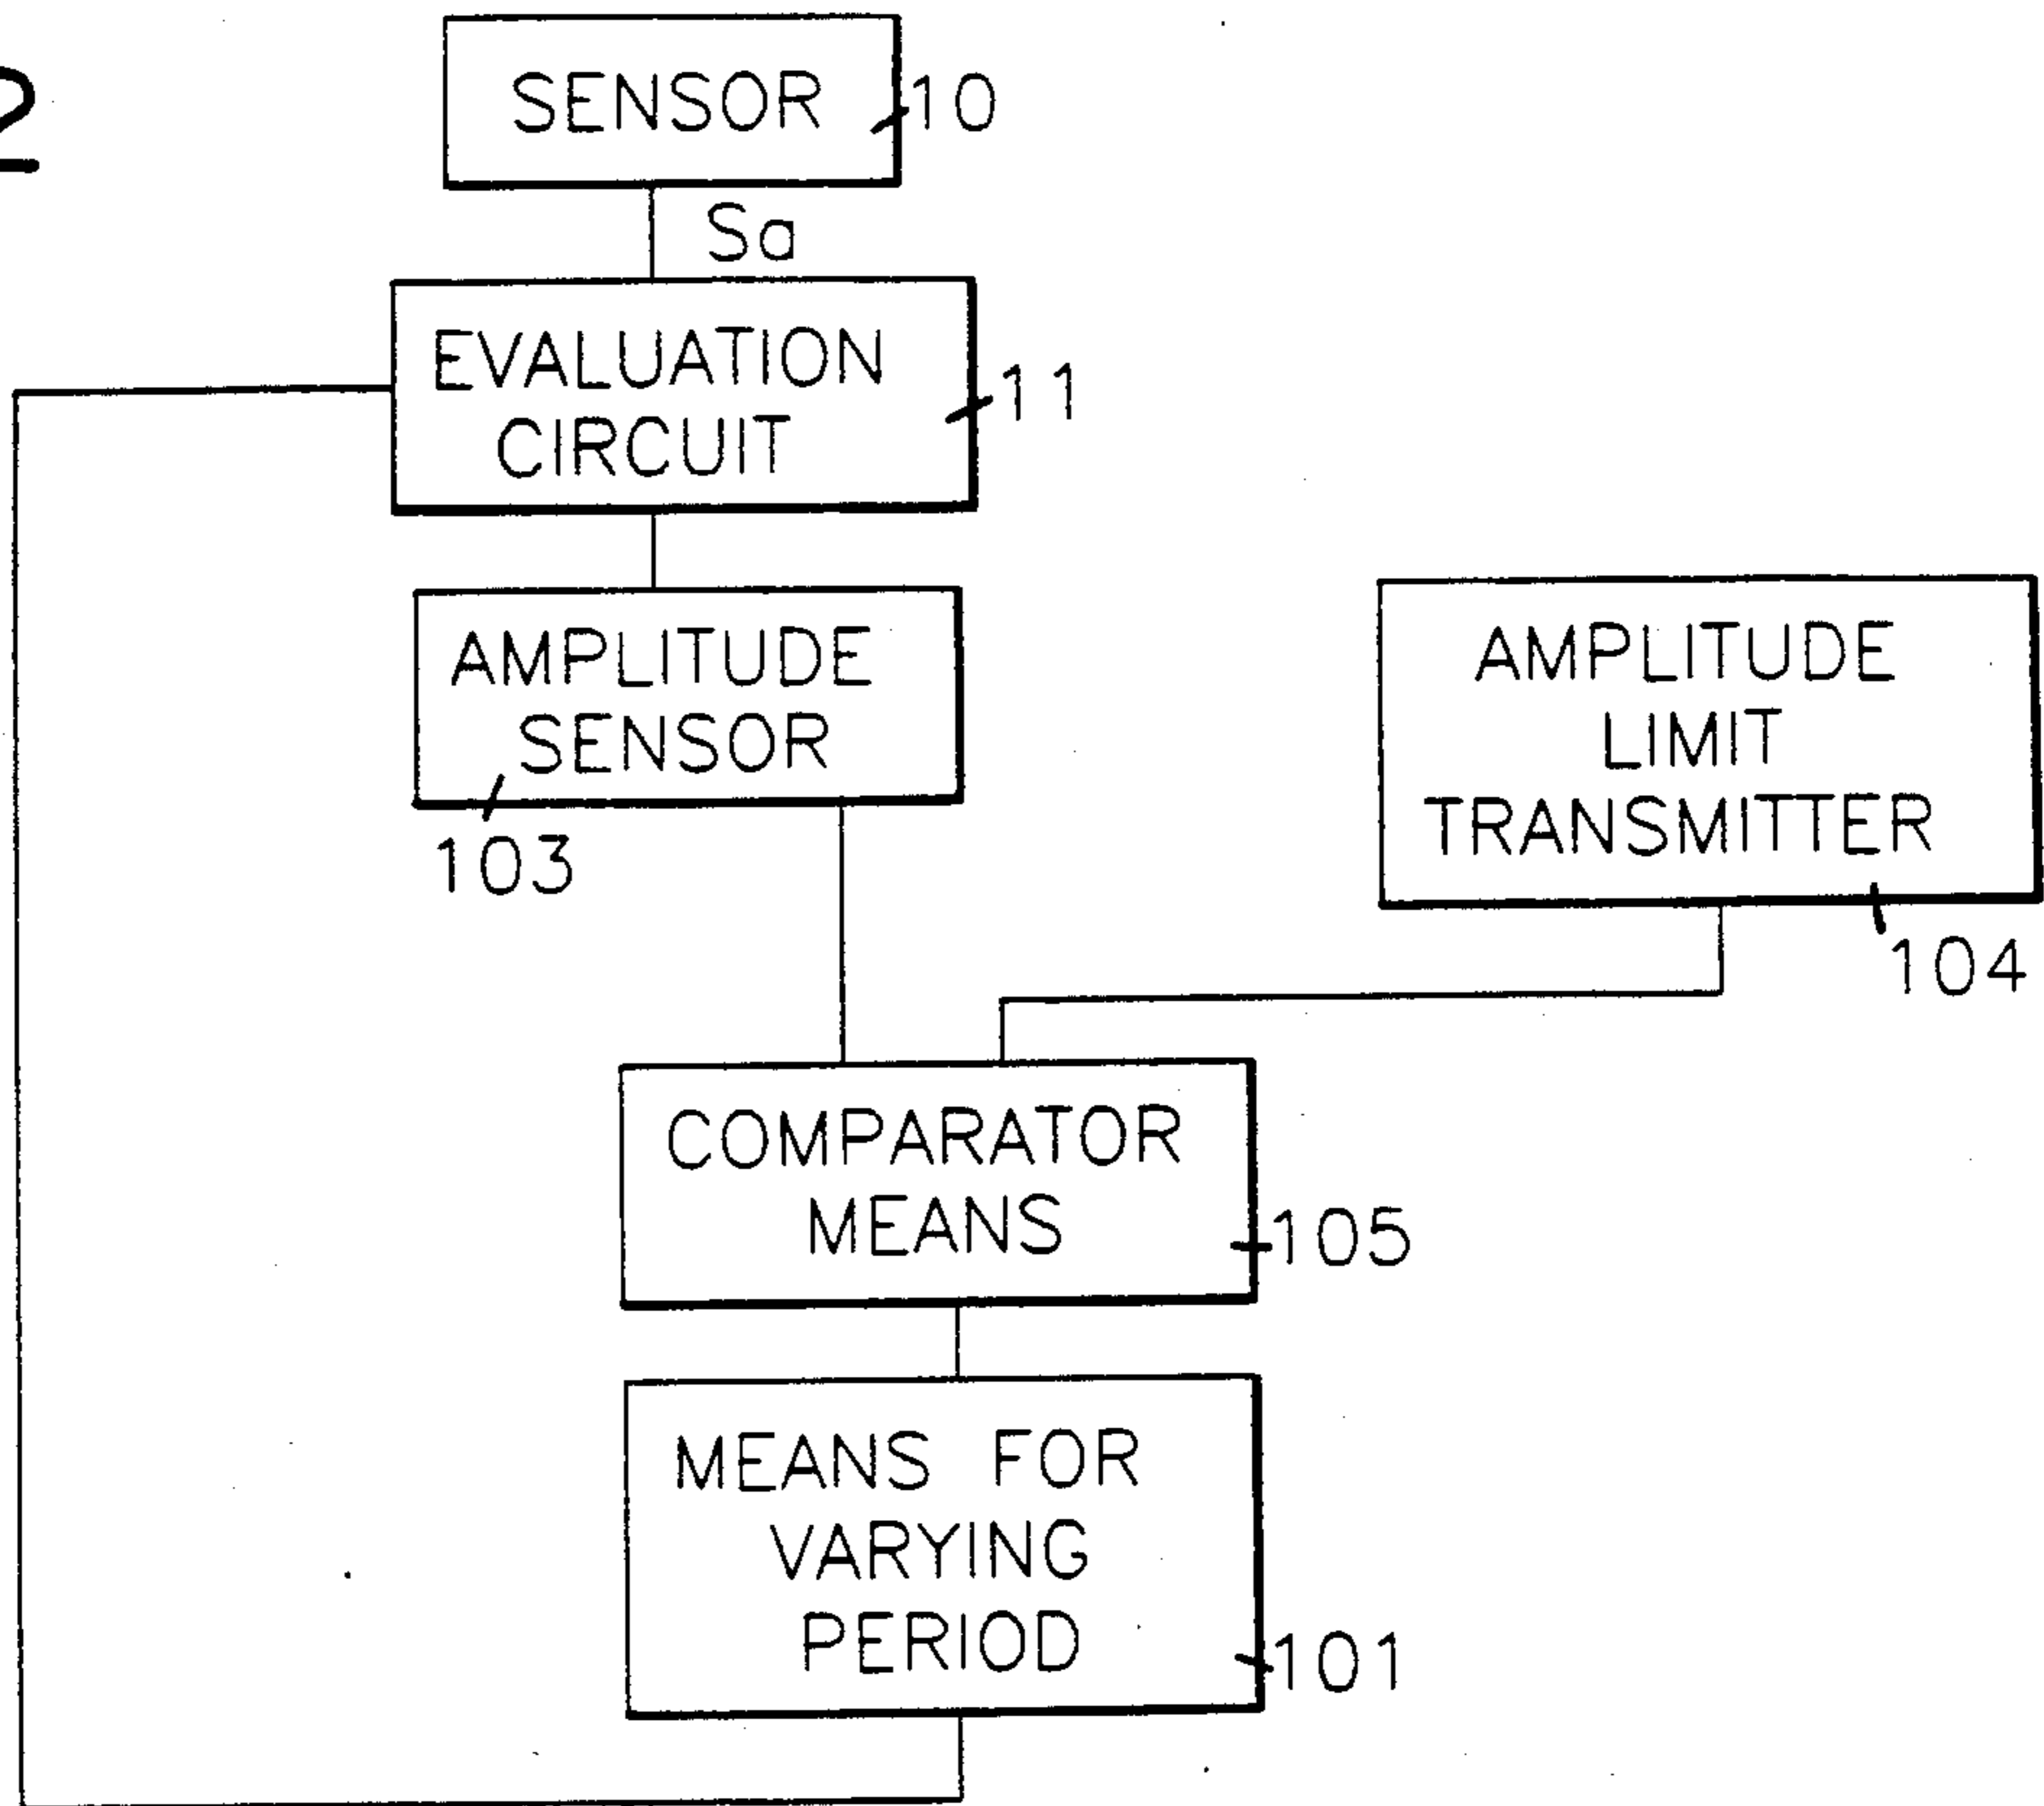 2
SENSOR
10
Sa
EVALUATION
CIRCUIT
11
AMPLITUDE
SENSOR
103
AMPLITUDE
LIMIT
TRANSMITTER
104
COMPARATOR
MEANS
105
MEANS FOR
VARYING
PERIOD
101